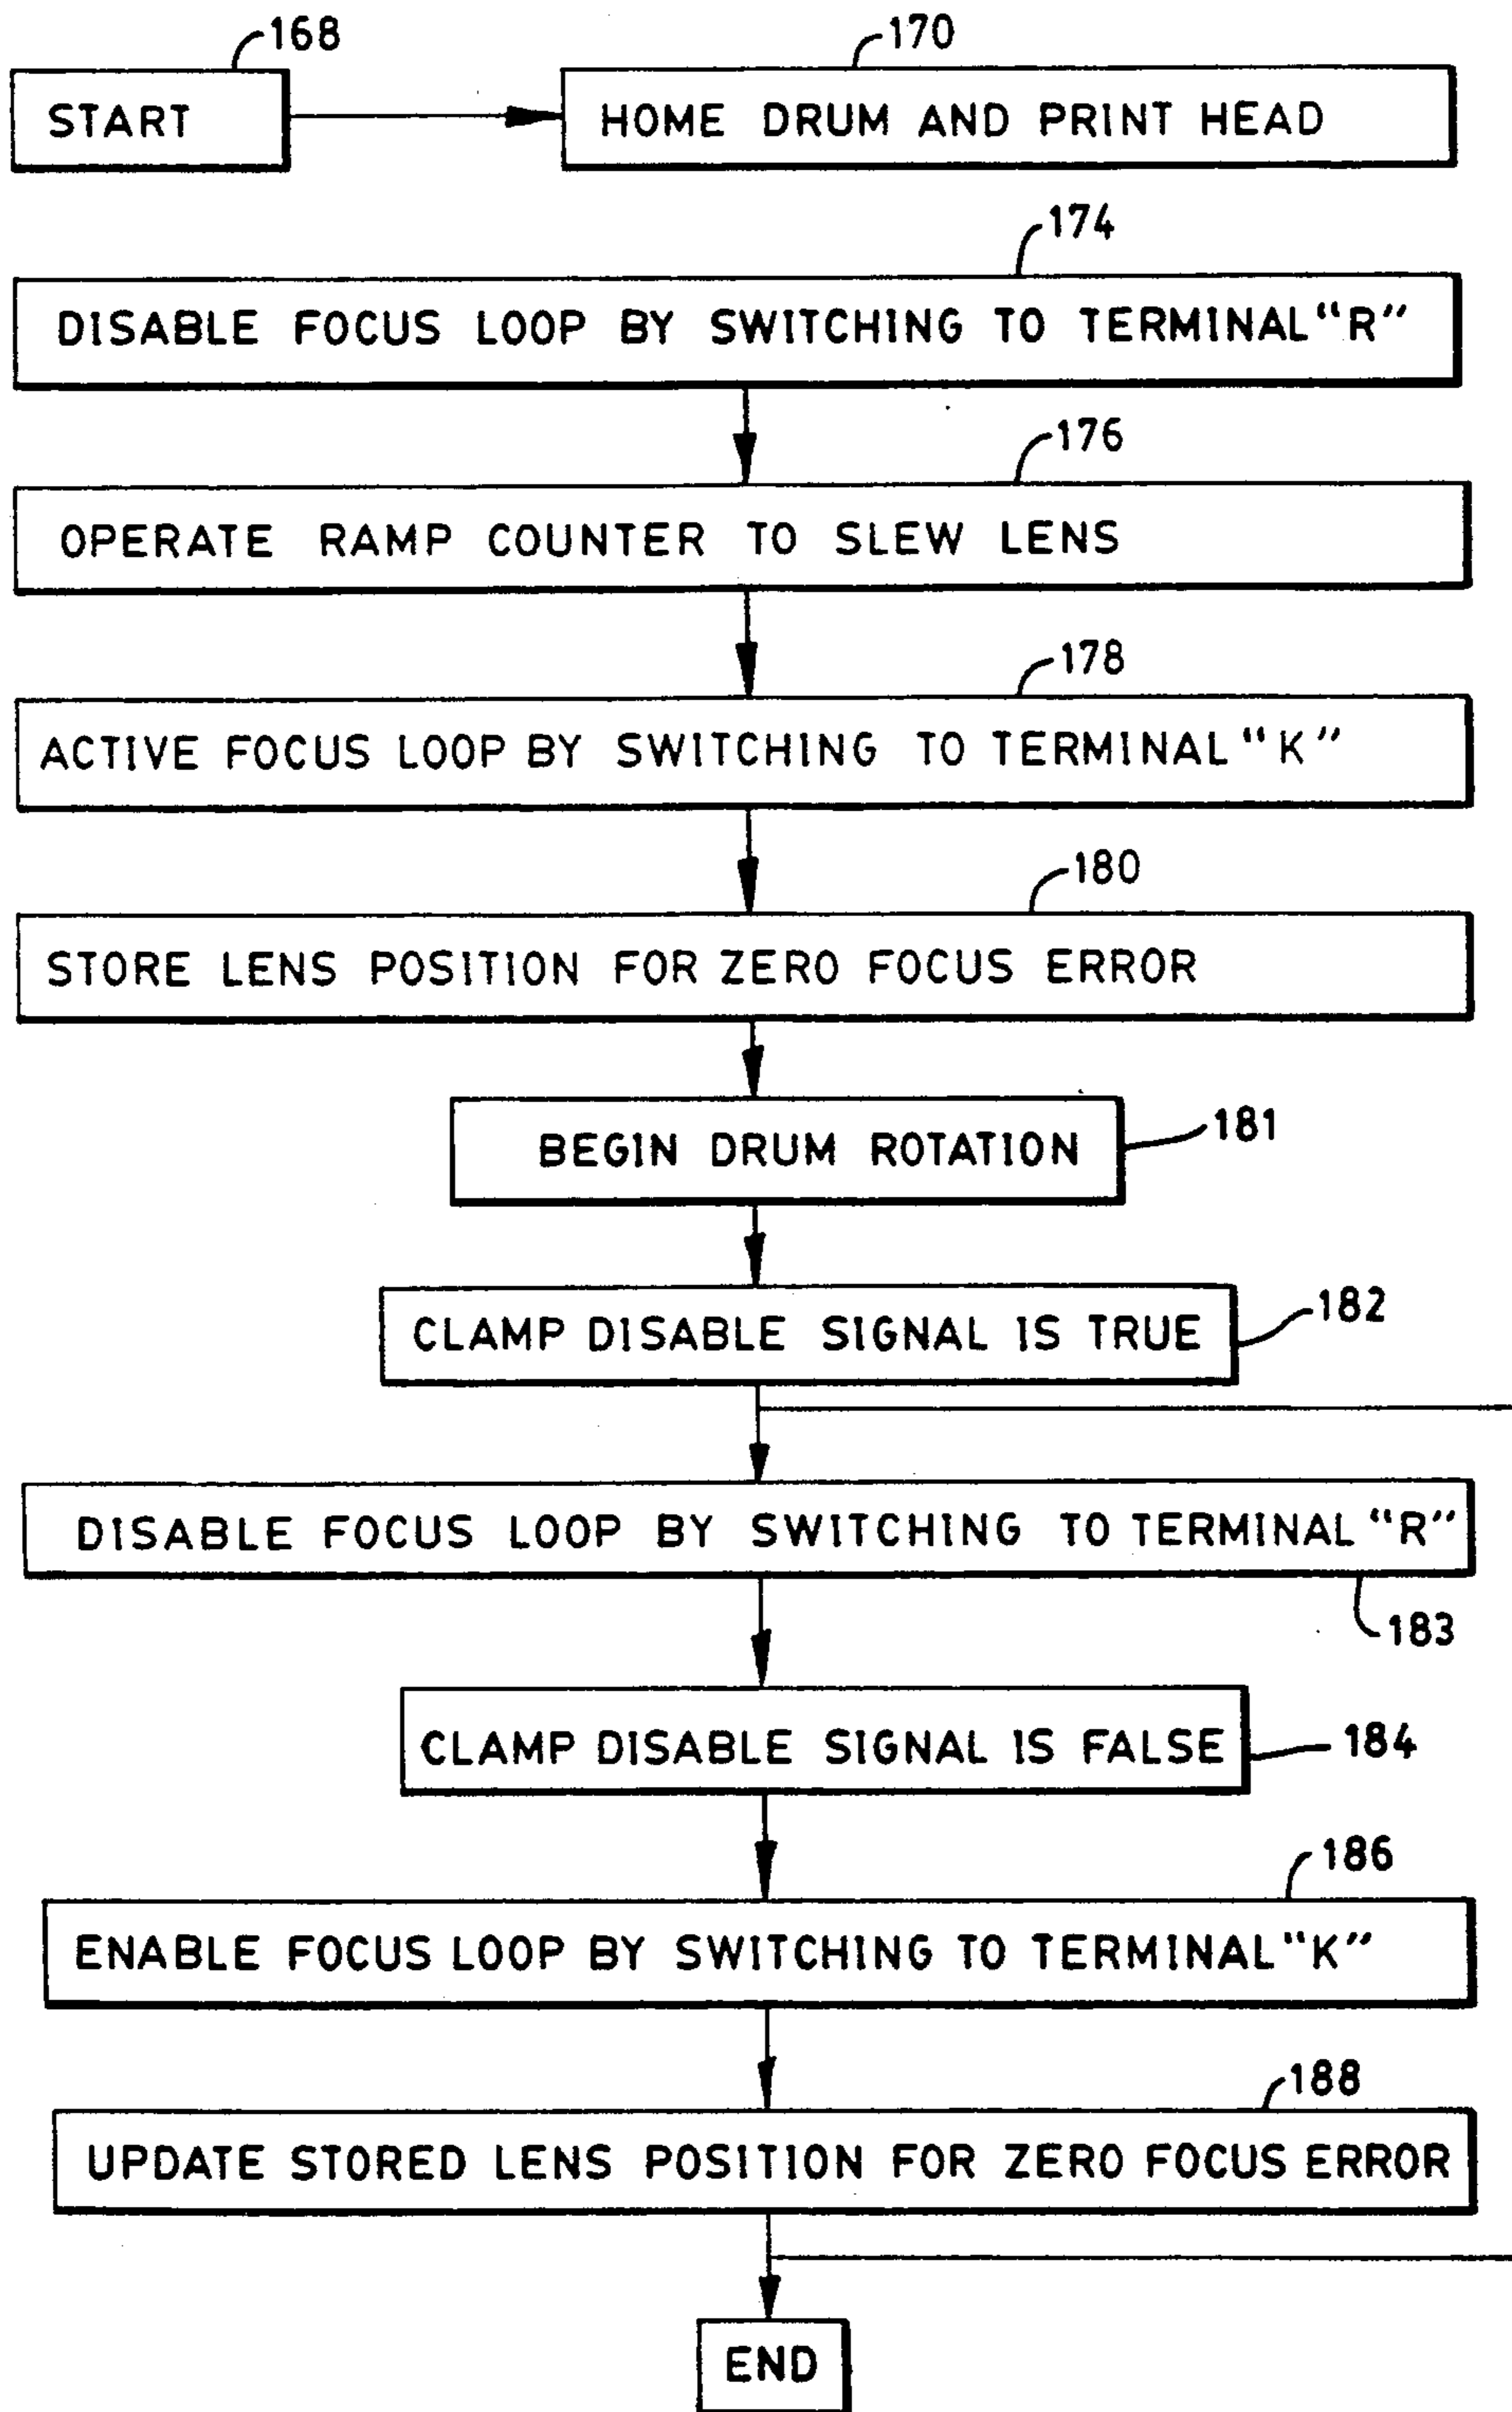 168
170
START
HOME DRUM AND PRINT HEAD
174
DISABLE FOCUS LOOP BY SWITCHING TO TERMINAL “R”
176
OPERATE RAMP COUNTER TO SLEW LENS
178
ACTIVE FOCUS LOOP BY SWITCHING TO TERMINAL “K”
180
STORE LENS POSITION FOR ZERO FOCUS ERROR
BEGIN DRUM ROTATION
181
CLAMP DISABLE SIGNAL IS TRUE
182
DISABLE FOCUS LOOP BY SWITCHING TO TERMINAL “R”
183
CLAMP DISABLE SIGNAL IS FALSE
184
186
ENABLE FOCUS LOOP BY SWITCHING TO TERMINAL “K”
188
UPDATE STORED LENS POSITION FOR ZERO FOCUS ERROR
END